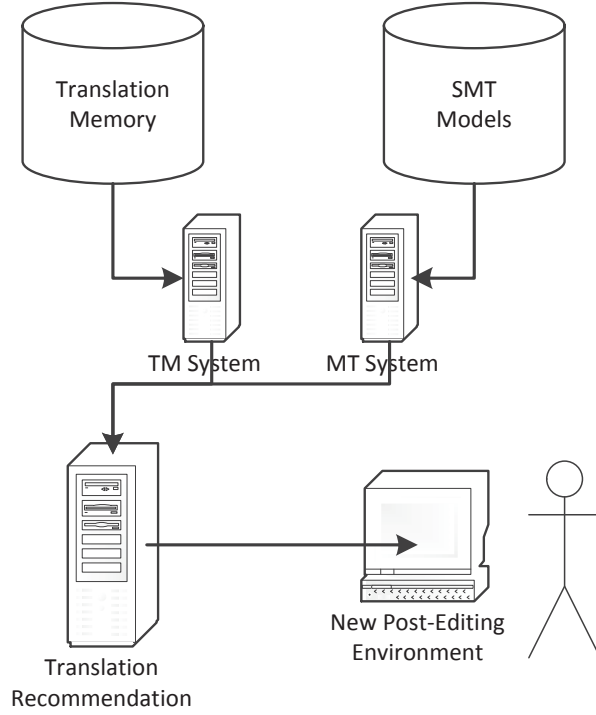 Translation
Memory
SMT
Models
TM System
MT System
New Post-Editing
Environment
Translation
Recommendation